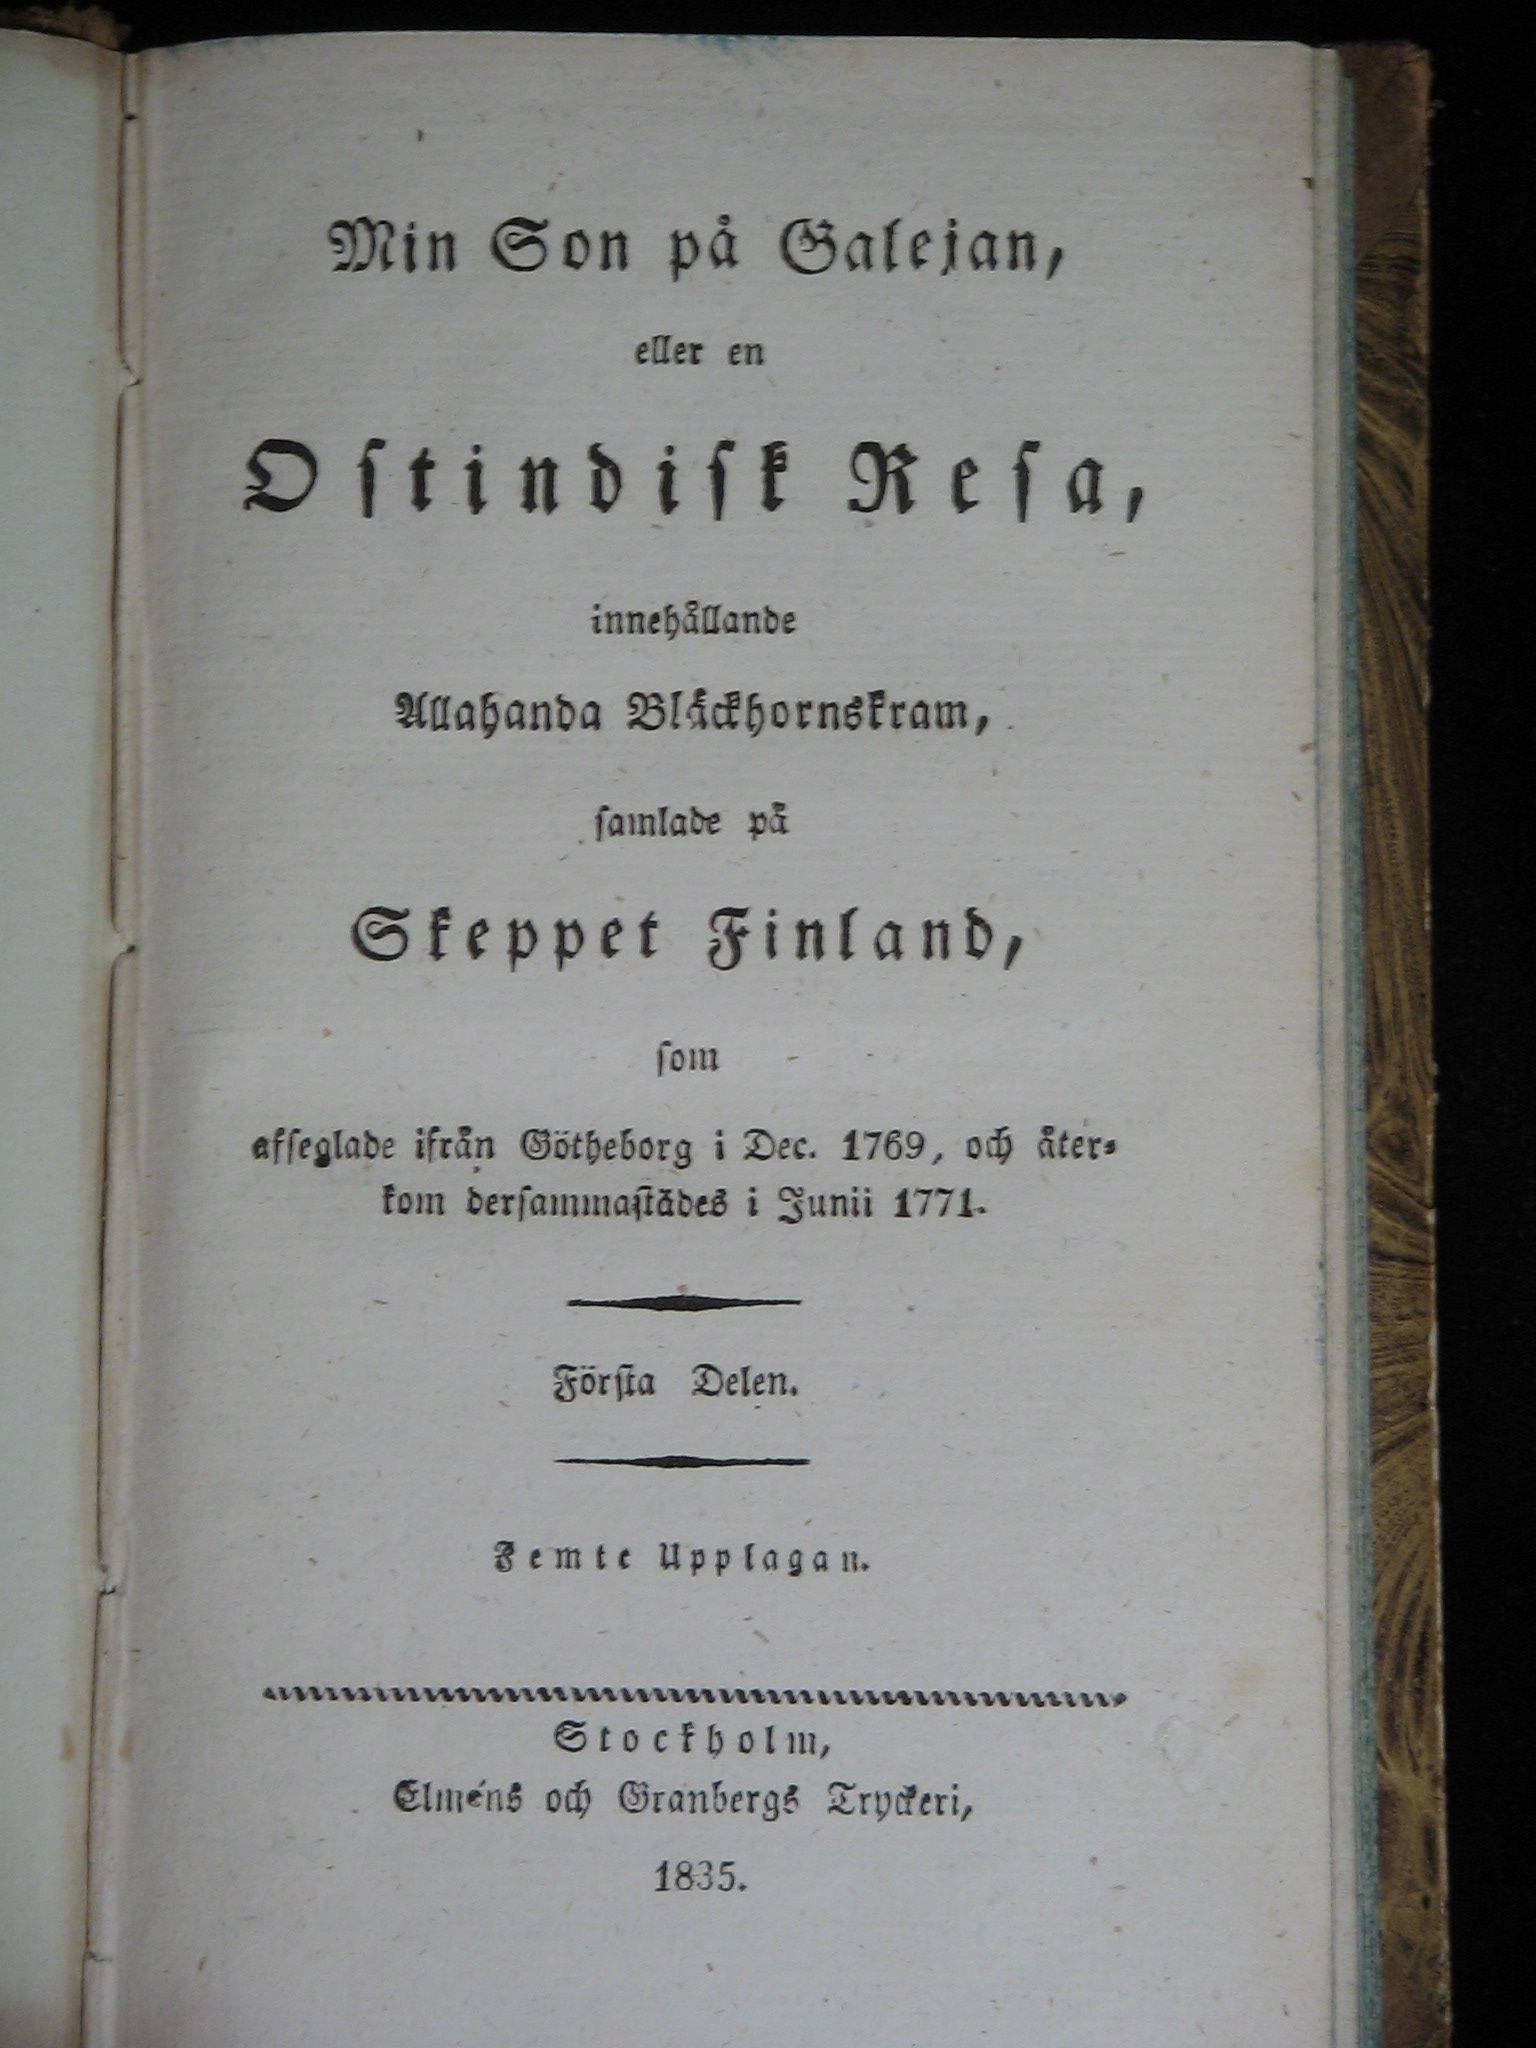 Min Son på Galejan,
eller en
Ostindisk Resa,
innehållande
Allahanda Bläckhornskram,
samlade på
Skeppet Finland,
som
afseglade ifrån Götheborg i Dec. 1769, och åter-
kom dersammastädes i Junii 1771.
Första Delen.
Femte Upplagan.
Stockholm,
Elméns och Granbergs Tryckeri,
1835.